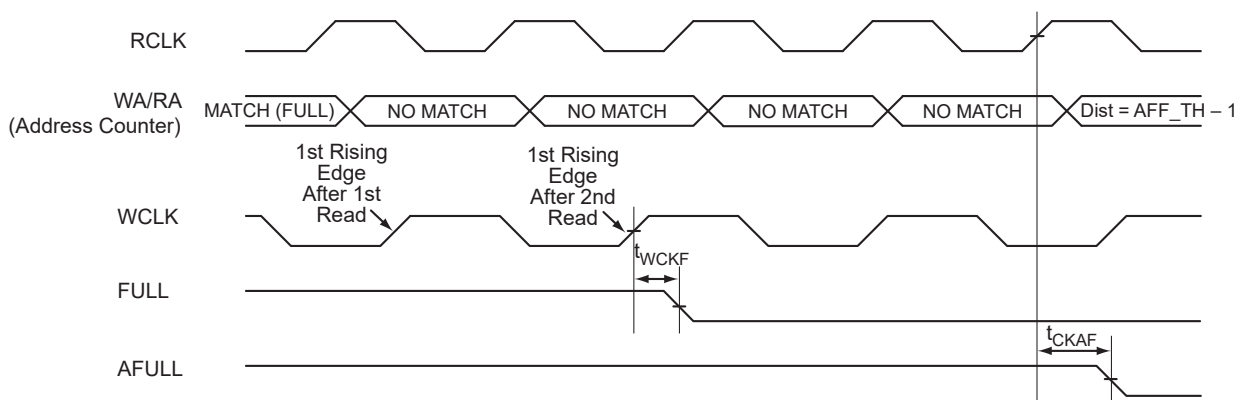 RCLK
WA/RA
(Address Counter)
MATCH (FULL)
NO MATCH
NO MATCH
NO MATCH
NO MATCH
Dist = AFF_TH – 1
1st Rising
Edge
After 1st
Read
1st Rising
Edge
After 2nd
Read
WCLK
tWCKF
FULL
tCKAF
AFULL